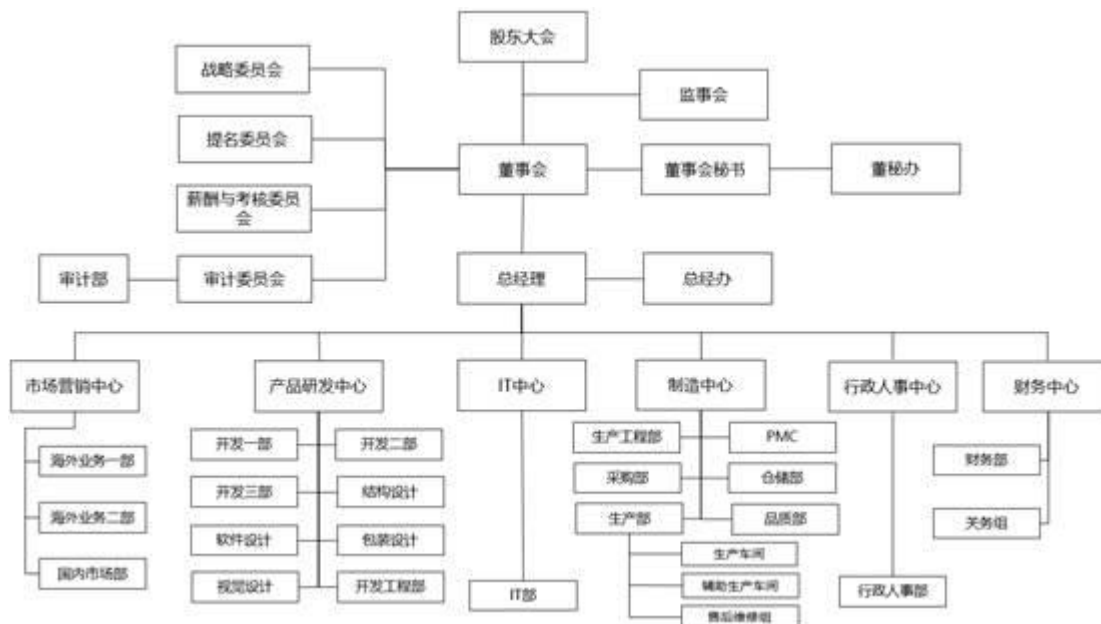 股东大会
战略委员会
监事会
提名委员会
董事会
董事会秘书
董秘办
薪酬与考核委员
会
审计部
审计委员会
总经理
总经办
市场营销中心
产品研发中心
IT中心
制造中心
行政人事中心
财务中心
海外业务一部
海外业务二部
国内市场部
开发一部
开发二部
开发三部
结构设计
软件设计
包装设计
视觉设计
开发工程部
IT部
生产工程部
PMC
采购部
仓储部
生产部
品质部
生产车间
辅助生产车间
售后维修组
行政人事部
财务部
关务组